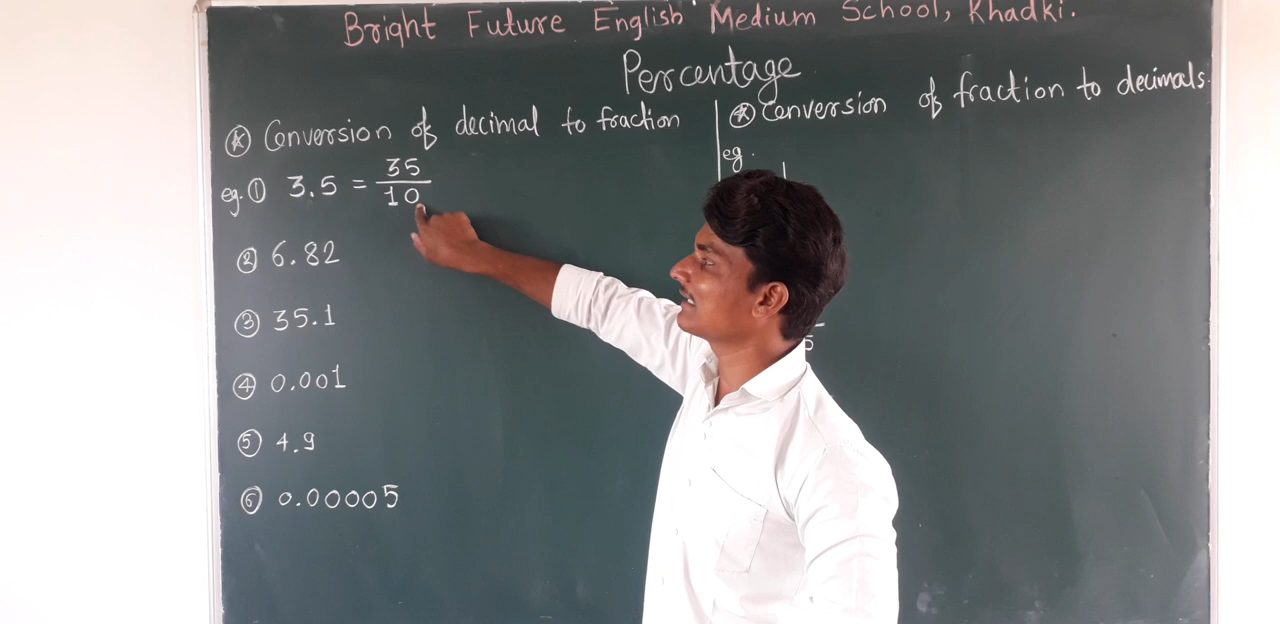 Bright Future English Medium School, Khadki.
Percentage
⊛ Conversion of decimal to fraction
eg. ① 3.5 = 35/10
② 6.82
③ 35.1
④ 0.001
⑤ 4.9
⑥ 0.00005
⊛ Conversion of fraction to decimals.
eg.
5